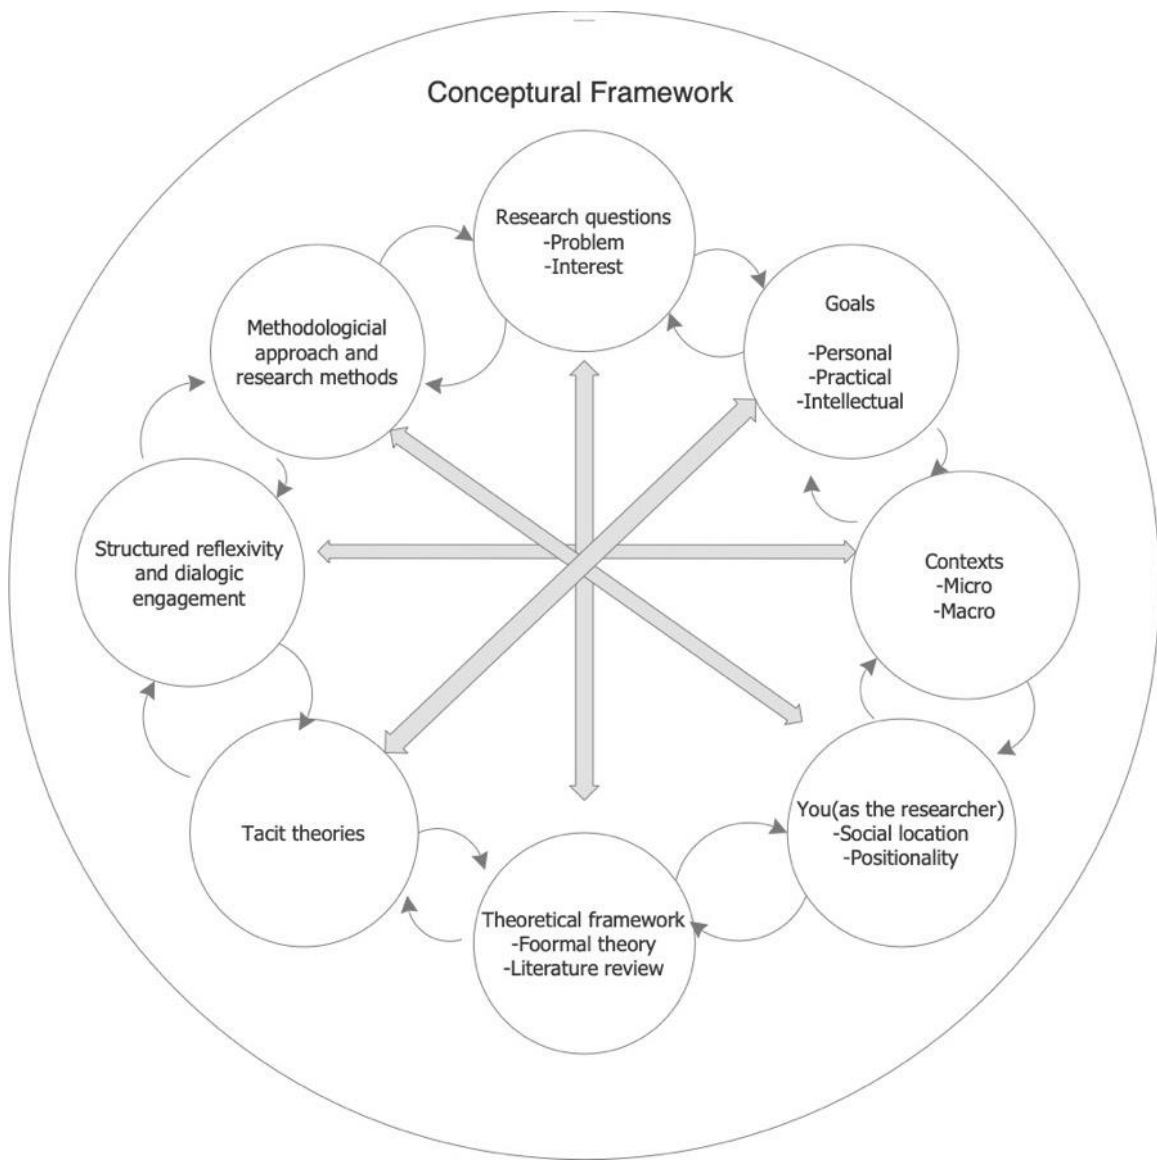 Conceptural Framework
Research questions
-Problem
-Interest
Goals
-Personal
-Practical
-Intellectual
Contexts
-Micro
-Macro
You(as the researcher)
-Social location
-Positionality
Theoretical framework
-Foormal theory
-Literature review
Tacit theories
Structured reflexivity
and dialogic
engagement
Methodologicial
approach and
research methods